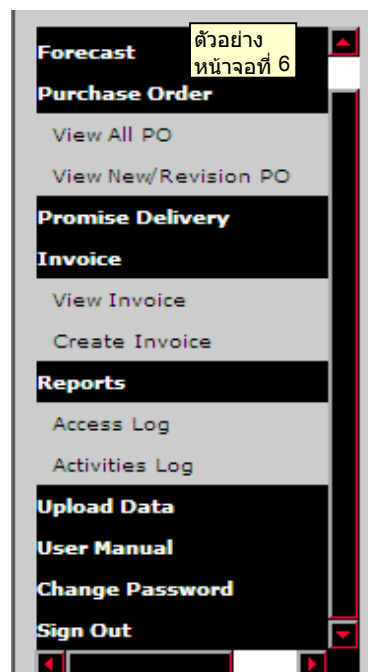 ตัวอย่าง
หน้าจอที่ 6
Forecast
Purchase Order
View All PO
View New/Revision PO
Promise Delivery
Invoice
View Invoice
Create Invoice
Reports
Access Log
Activities Log
Upload Data
User Manual
Change Password
Sign Out